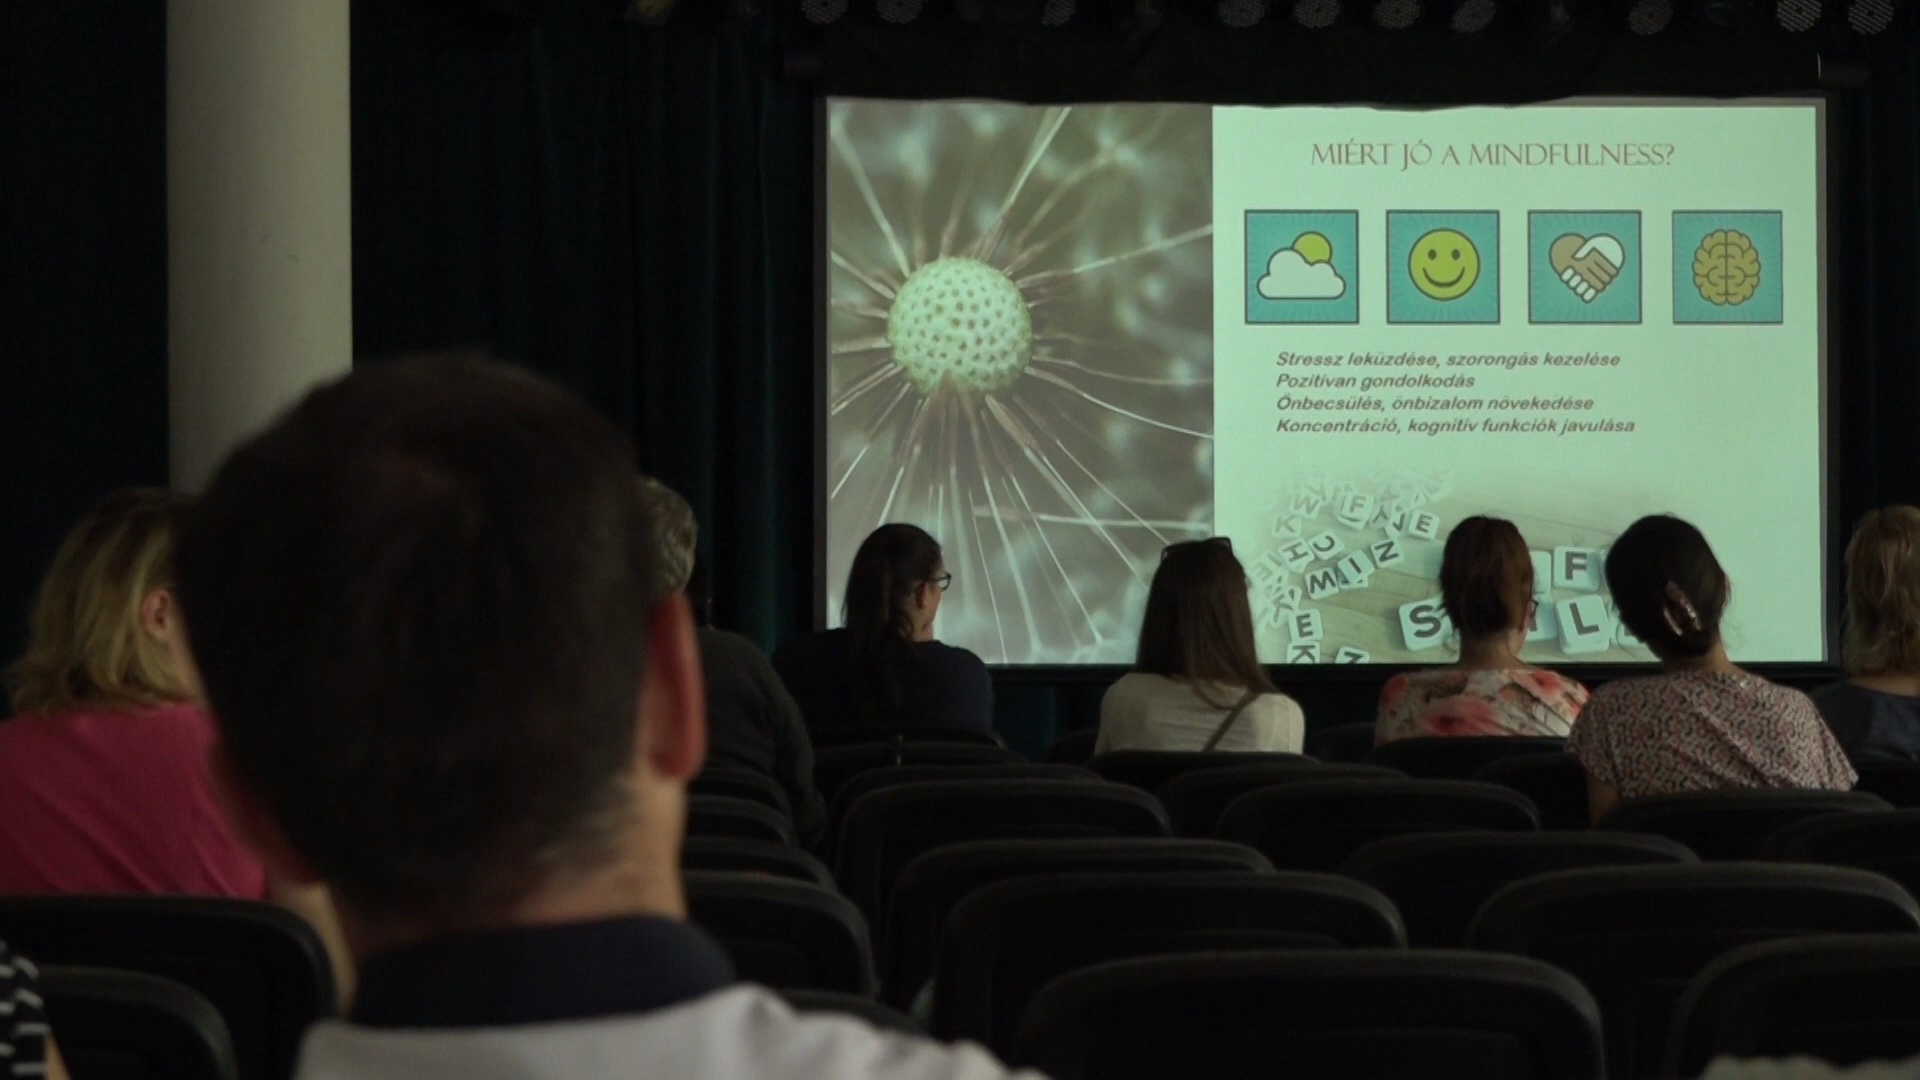 MIÉRT JÓ A MINDFULNESS?
Stressz leküzdése, szorongás kezelése
Pozitívan gondolkodás
Önbecsülés, önbizalom növekedése
Koncentráció, kognitív funkciók javulása